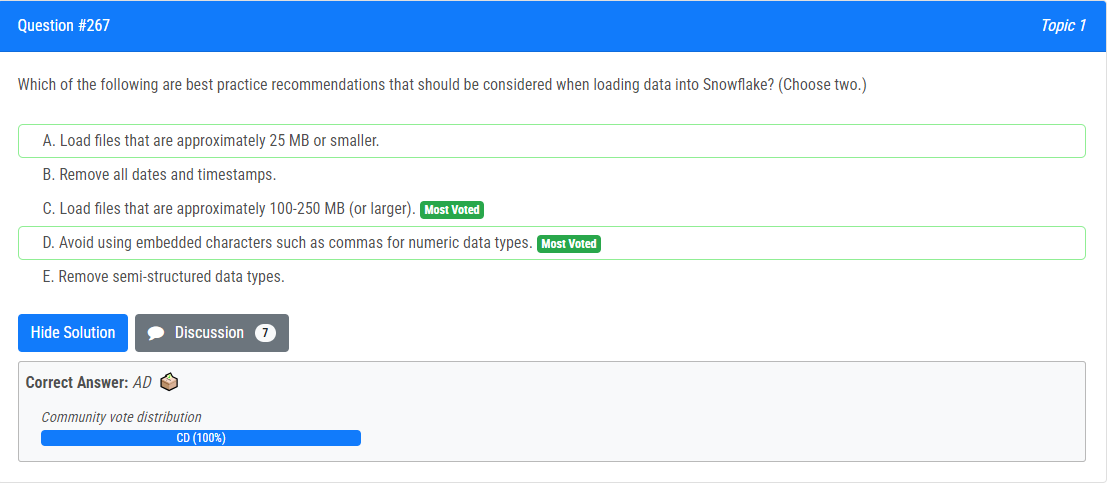 Question #267 Topic 1
Which of the following are best practice recommendations that should be considered when loading data into Snowflake? (Choose two.)
A. Load files that are approximately 25 MB or smaller.
B. Remove all dates and timestamps.
C. Load files that are approximately 100-250 MB (or larger). Most Voted
D. Avoid using embedded characters such as commas for numeric data types. Most Voted
E. Remove semi-structured data types.
Hide Solution Discussion 7
Correct Answer: AD
Community vote distribution
CD (100%)